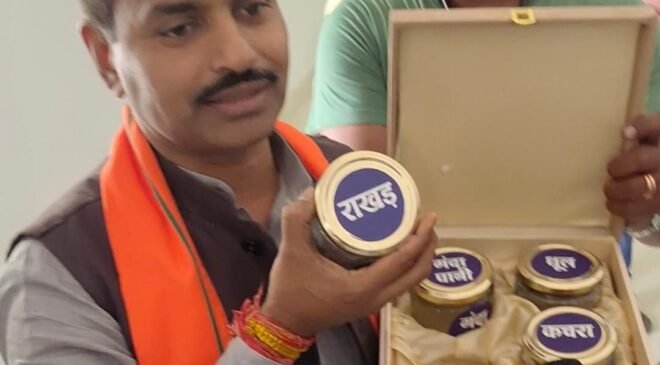 राखड़
गंदा
पानी
गंदा
धूल
कचरा